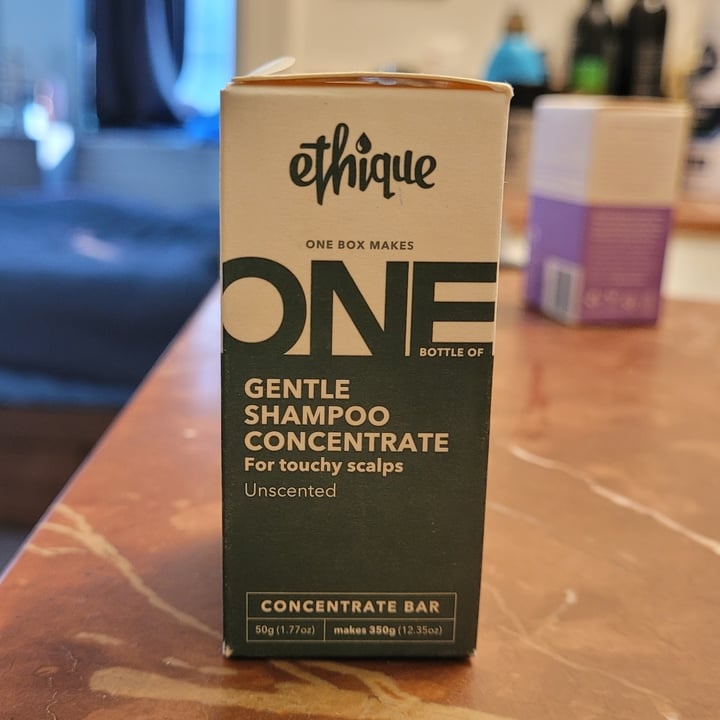 ethique
ONE BOX MAKES
ONE
BOTTLE OF
GENTLE
SHAMPOO
CONCENTRATE
For touchy scalps
Unscented
CONCENTRATE BAR
50g (1.77oz) makes 350g (12.35oz)